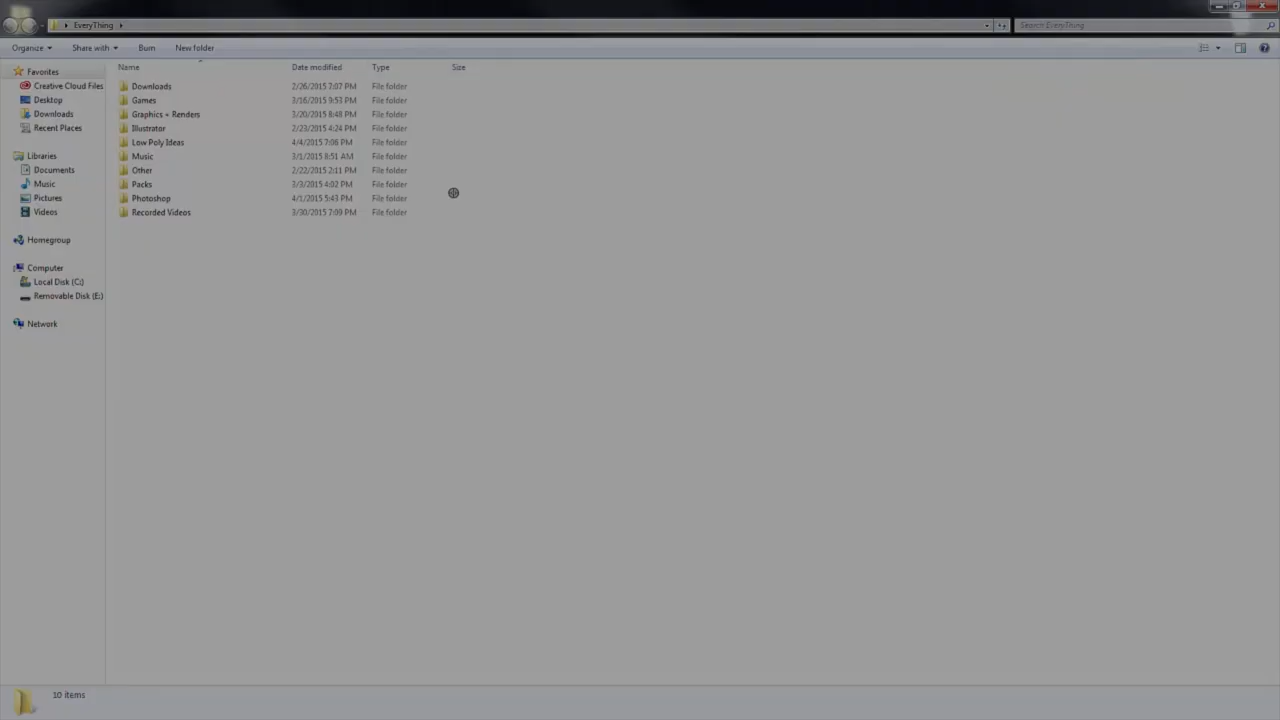 EveryThing
Search EveryThing
Organize Share with Burn New folder
Name Date modified Type Size
Favorites
Creative Cloud Files
Desktop
Downloads
Recent Places
Libraries
Documents
Music
Pictures
Videos
Homegroup
Computer
Local Disk (C:)
Removable Disk (E:)
Network
Downloads 2/26/2015 7:07 PM File folder
Games 3/16/2015 9:53 PM File folder
Graphics + Renders 3/20/2015 8:48 PM File folder
Illustrator 2/23/2015 4:24 PM File folder
Low Poly Ideas 4/4/2015 7:06 PM File folder
Music 3/1/2015 8:51 AM File folder
Other 2/22/2015 2:11 PM File folder
Packs 3/3/2015 4:02 PM File folder
Photoshop 4/1/2015 5:43 PM File folder
Recorded Videos 3/30/2015 7:09 PM File folder
10 items